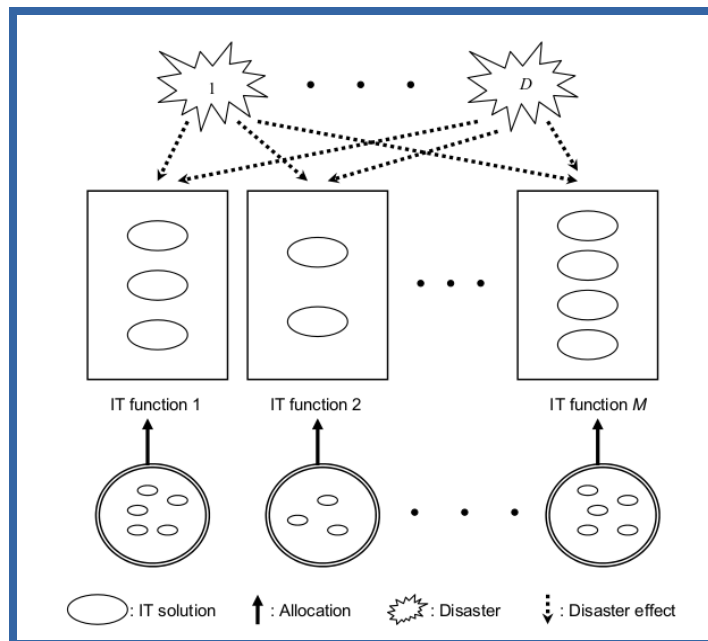 1
D
IT function 1
IT function 2
IT function M
: IT solution
: Allocation
: Disaster
: Disaster effect